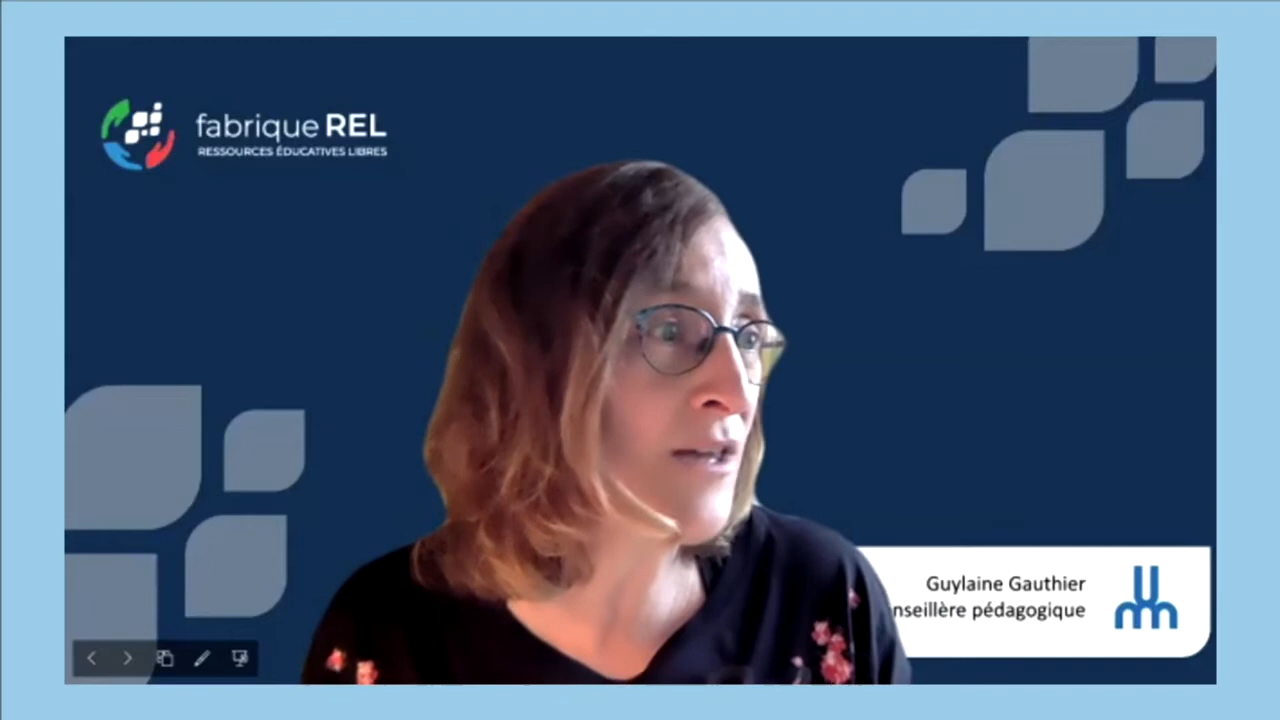 fabrique REL
RESSOURCES ÉDUCATIVES LIBRES
Guylaine Gauthier
nseillère pédagogique